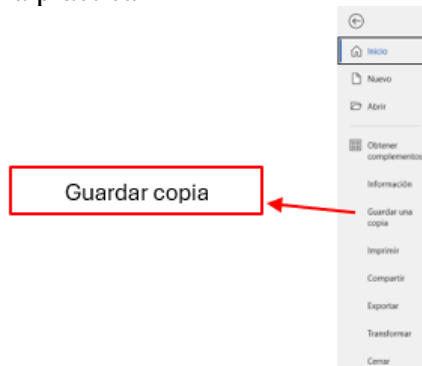 Inicio
Nuevo
Abrir
Obtener
complementos
Información
Guardar copia
Guardar una
copia
Imprimir
Compartir
Exportar
Transformar
Cerrar